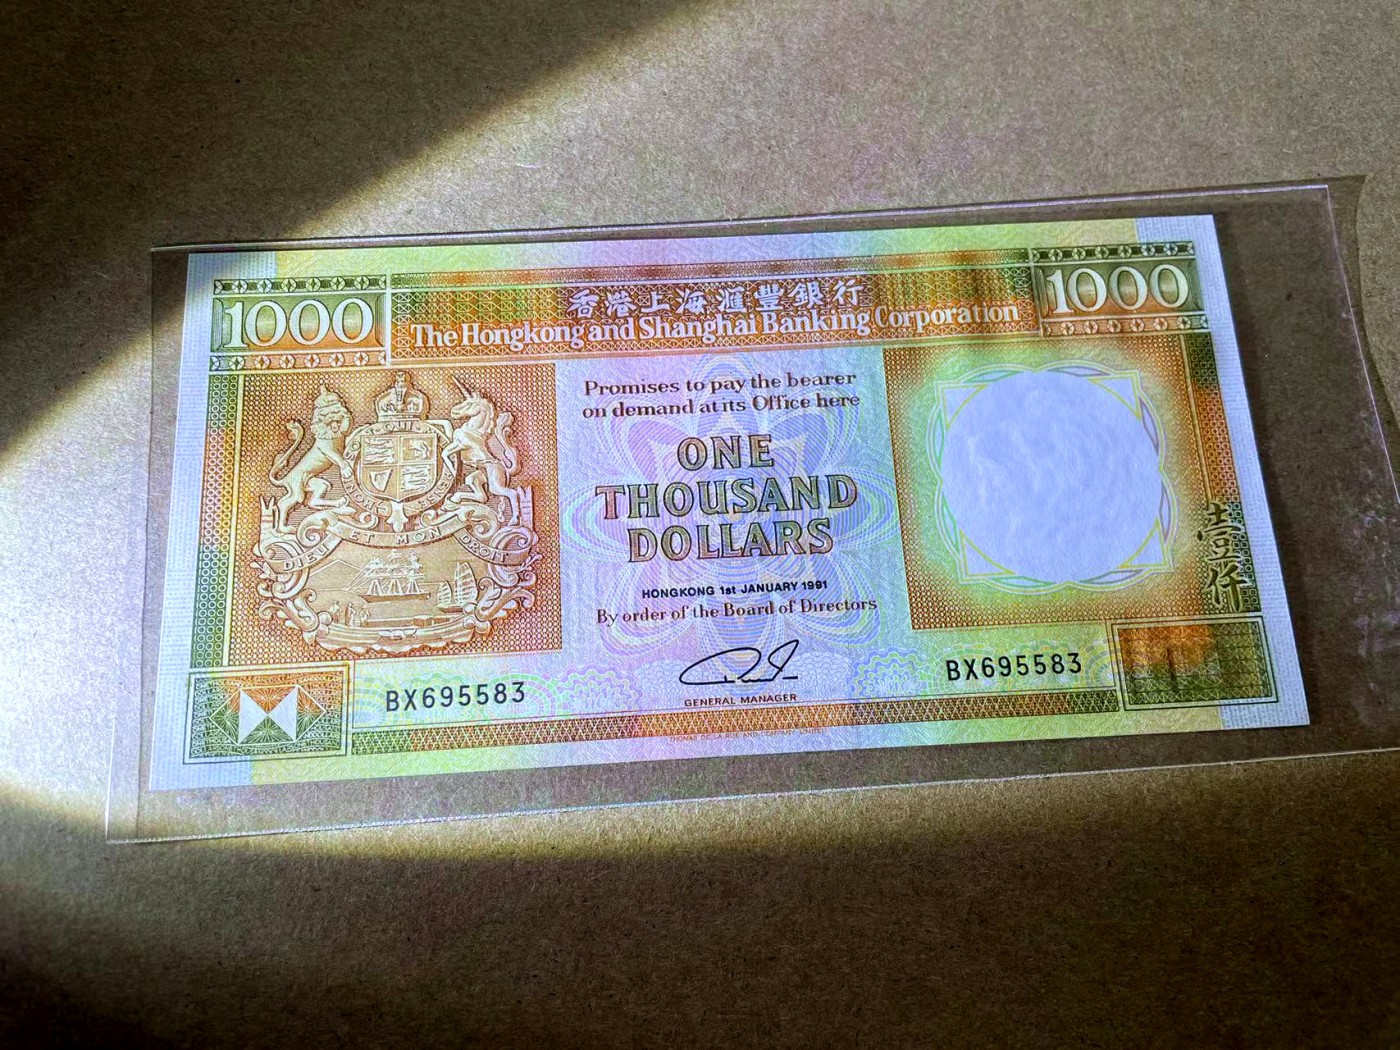 1000
香港上海滙豐銀行
1000
The Hongkong and Shanghai Banking Corporation
Promises to pay the bearer
on demand at its Office here
ONE
THOUSAND
DOLLARS
DIEU ET MON DROIT
壹仟
HONGKONG 1st JANUARY 1991
By order of the Board of Directors
BX695583
GENERAL MANAGER
BX695583